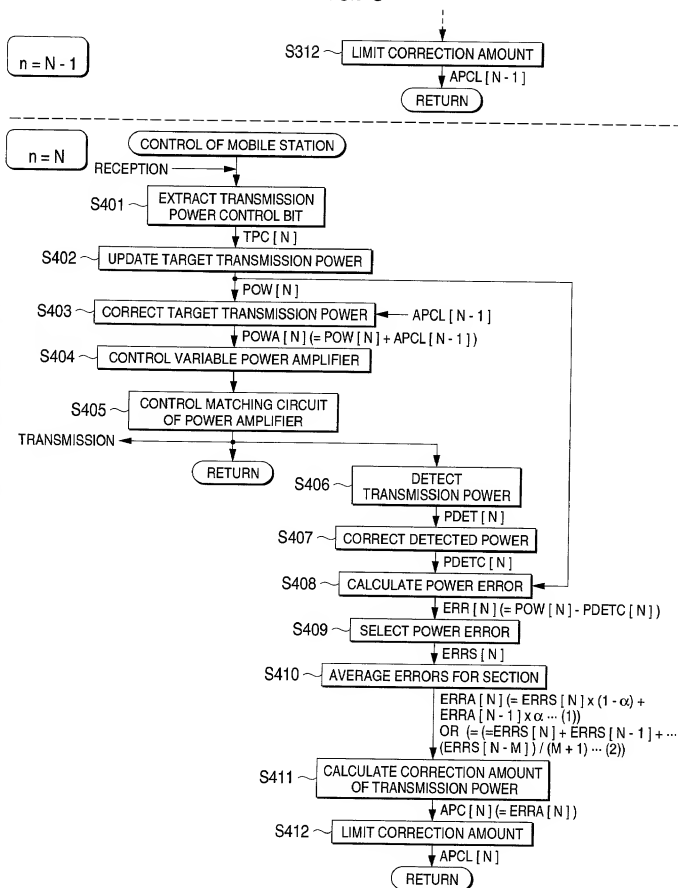 S312 LIMIT CORRECTION AMOUNT
n = N - 1
APCL [ N - 1 ]
RETURN
CONTROL OF MOBILE STATION
n = N
RECEPTION
S401 EXTRACT TRANSMISSION
POWER CONTROL BIT
TPC [ N ]
S402 UPDATE TARGET TRANSMISSION POWER
POW [ N ]
S403 CORRECT TARGET TRANSMISSION POWER
APCL [ N - 1 ]
POWA [ N ] (= POW [ N ] + APCL [ N - 1 ] )
S404 CONTROL VARIABLE POWER AMPLIFIER
S405 CONTROL MATCHING CIRCUIT
OF POWER AMPLIFIER
TRANSMISSION
RETURN
S406 DETECT
TRANSMISSION POWER
PDET [ N ]
S407 CORRECT DETECTED POWER
PDETC [ N ]
S408 CALCULATE POWER ERROR
ERR [ N ] (= POW [ N ] - PDETC [ N ] )
S409 SELECT POWER ERROR
ERRS [ N ]
S410 AVERAGE ERRORS FOR SECTION
ERRA [ N ] (= ERRS [ N ] x (1 - α) +
ERRA [ N - 1 ] x α ··· (1))
OR (= (=ERRS [ N ] + ERRS [ N - 1 ] + ···
(ERRS [ N - M ] ) / (M + 1) ··· (2))
S411 CALCULATE CORRECTION AMOUNT
OF TRANSMISSION POWER
APC [ N ] (= ERRA [ N ] )
S412 LIMIT CORRECTION AMOUNT
APCL [ N ]
RETURN